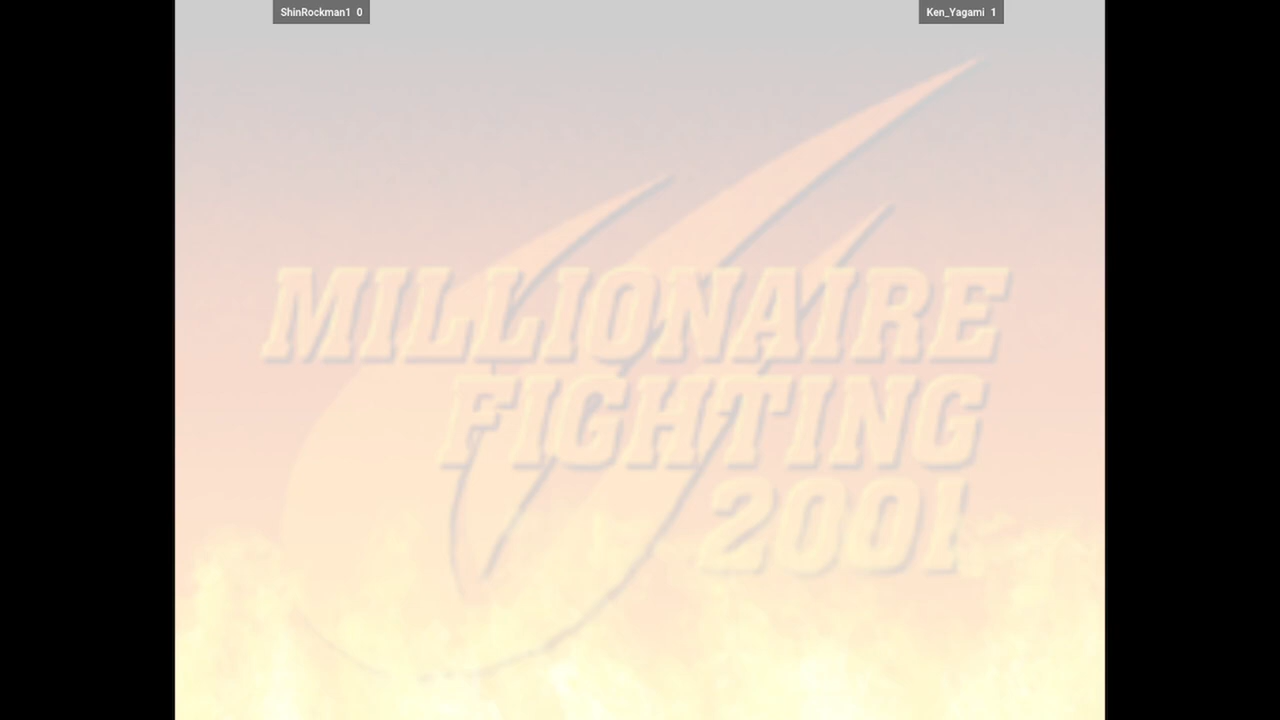 ShinRockman1 0
Ken_Yagami 1
MILLIONAIRE
FIGHTING
2001